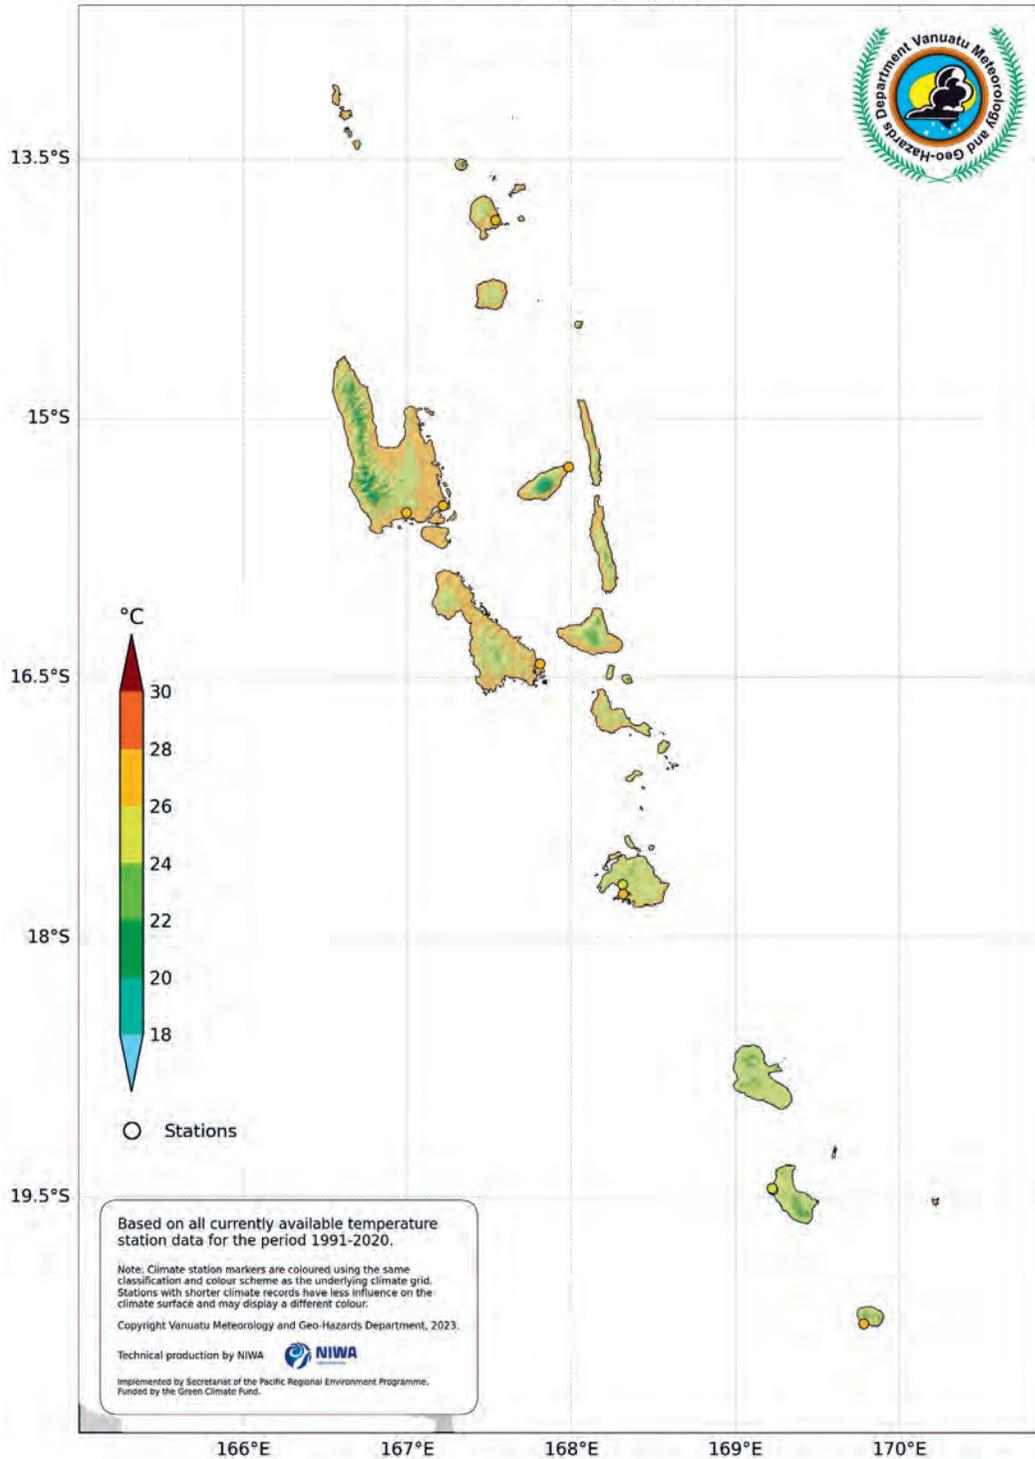 Department Vanuatu Meteorology and Geo-Hazards
13.5°S
15°S
16.5°S
18°S
19.5°S
°C
30
28
26
24
22
20
18
Stations
Based on all currently available temperature
station data for the period 1991-2020.
Note: Climate station markers are coloured using the same
classification and colour scheme as the underlying climate grid.
Stations with shorter climate records have less influence on the
climate surface and may display a different colour.
Copyright Vanuatu Meteorology and Geo-Hazards Department, 2023.
Technical production by NIWA
NIWA
Implemented by Secretariat of the Pacific Regional Environment Programme.
Funded by the Green Climate Fund.
166°E
167°E
168°E
169°E
170°E